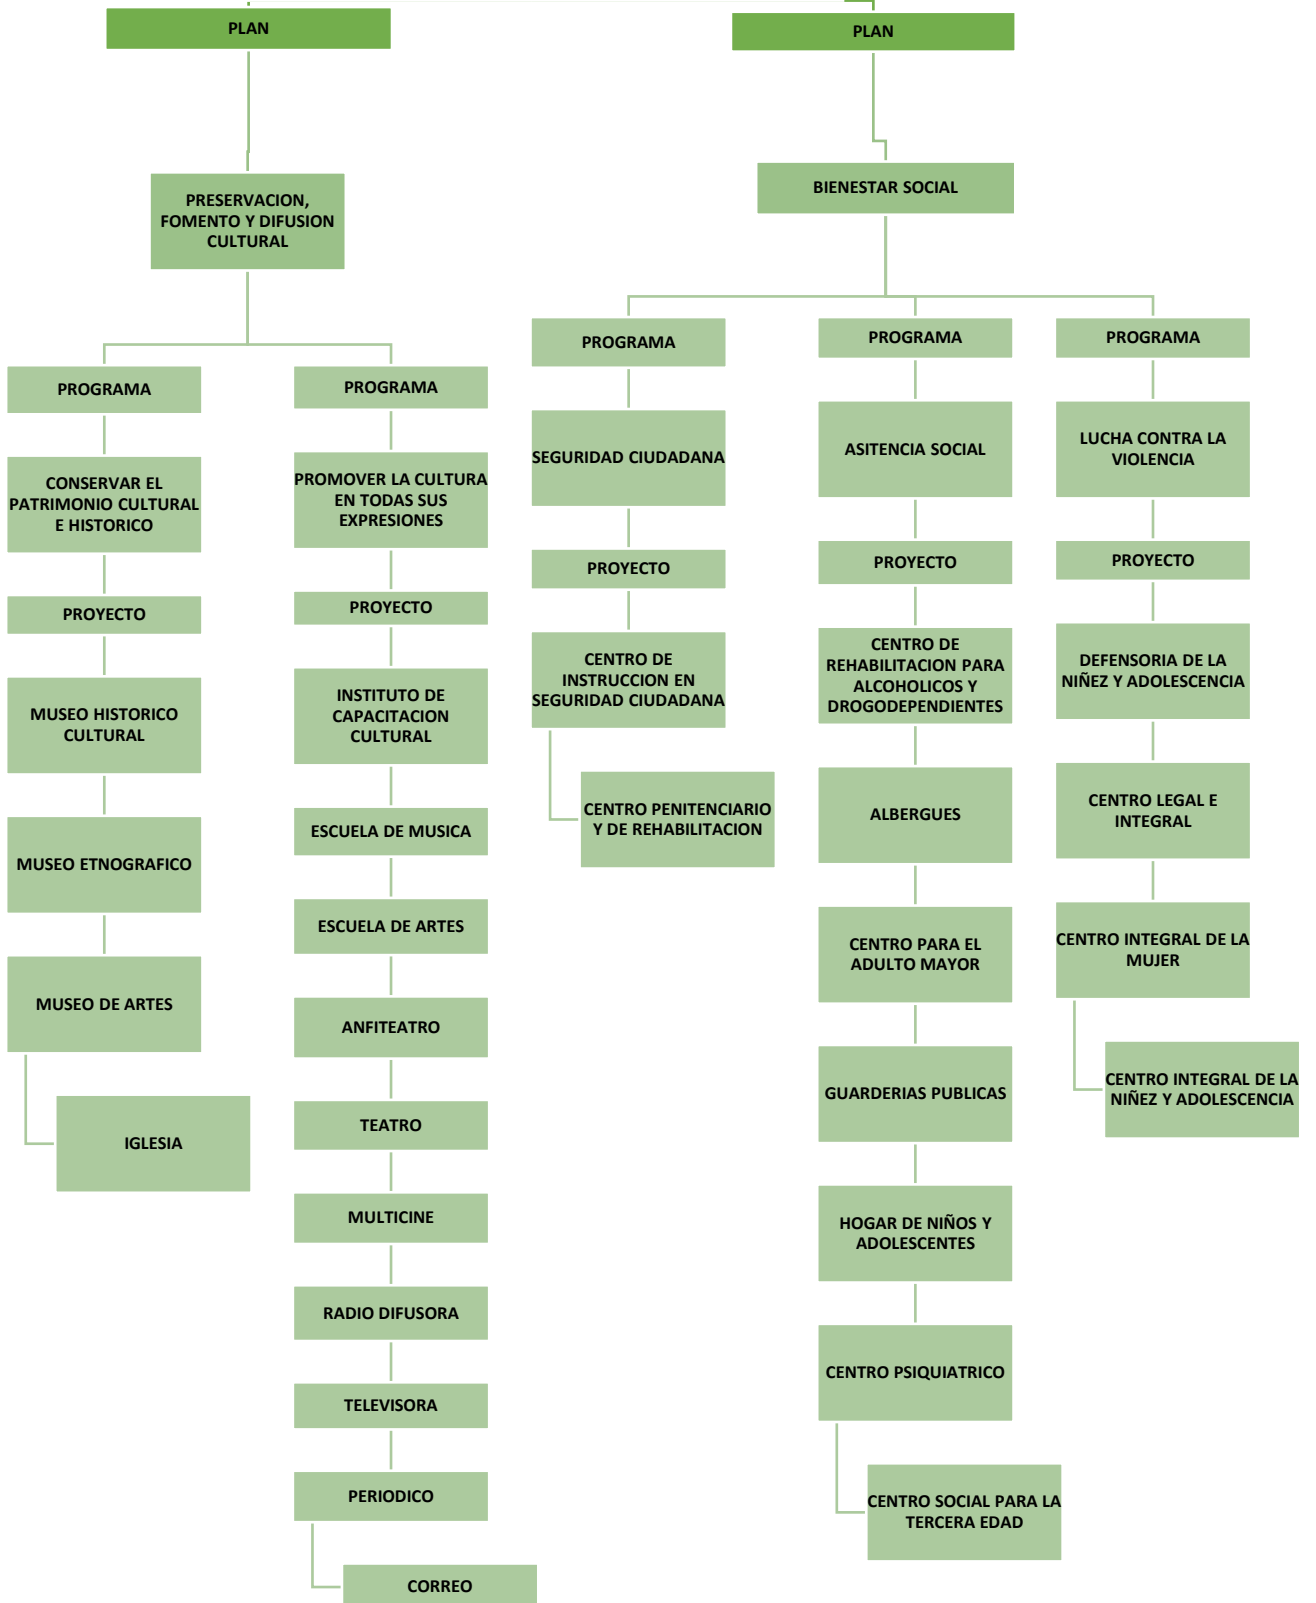 PLAN
PRESERVACION,
FOMENTO Y DIFUSION
CULTURAL
PROGRAMA
CONSERVAR EL
PATRIMONIO CULTURAL
E HISTORICO
PROYECTO
MUSEO HISTORICO
CULTURAL
MUSEO ETNOGRAFICO
MUSEO DE ARTES
IGLESIA
PROGRAMA
PROMOVER LA CULTURA
EN TODAS SUS
EXPRESIONES
PROYECTO
INSTITUTO DE
CAPACITACION
CULTURAL
ESCUELA DE MUSICA
ESCUELA DE ARTES
ANFITEATRO
TEATRO
MULTICINE
RADIO DIFUSORA
TELEVISORA
PERIODICO
CORREO
PLAN
BIENESTAR SOCIAL
PROGRAMA
SEGURIDAD CIUDADANA
PROYECTO
CENTRO DE
INSTRUCCION EN
SEGURIDAD CIUDADANA
CENTRO PENITENCIARIO
Y DE REHABILITACION
PROGRAMA
ASITENCIA SOCIAL
PROYECTO
CENTRO DE
REHABILITACION PARA
ALCOHOLICOS Y
DROGODEPENDIENTES
ALBERGUES
CENTRO PARA EL
ADULTO MAYOR
GUARDERIAS PUBLICAS
HOGAR DE NIÑOS Y
ADOLESCENTES
CENTRO PSIQUIATRICO
CENTRO SOCIAL PARA LA
TERCERA EDAD
PROGRAMA
LUCHA CONTRA LA
VIOLENCIA
PROYECTO
DEFENSORIA DE LA
NIÑEZ Y ADOLESCENCIA
CENTRO LEGAL E
INTEGRAL
CENTRO INTEGRAL DE LA
MUJER
CENTRO INTEGRAL DE LA
NIÑEZ Y ADOLESCENCIA